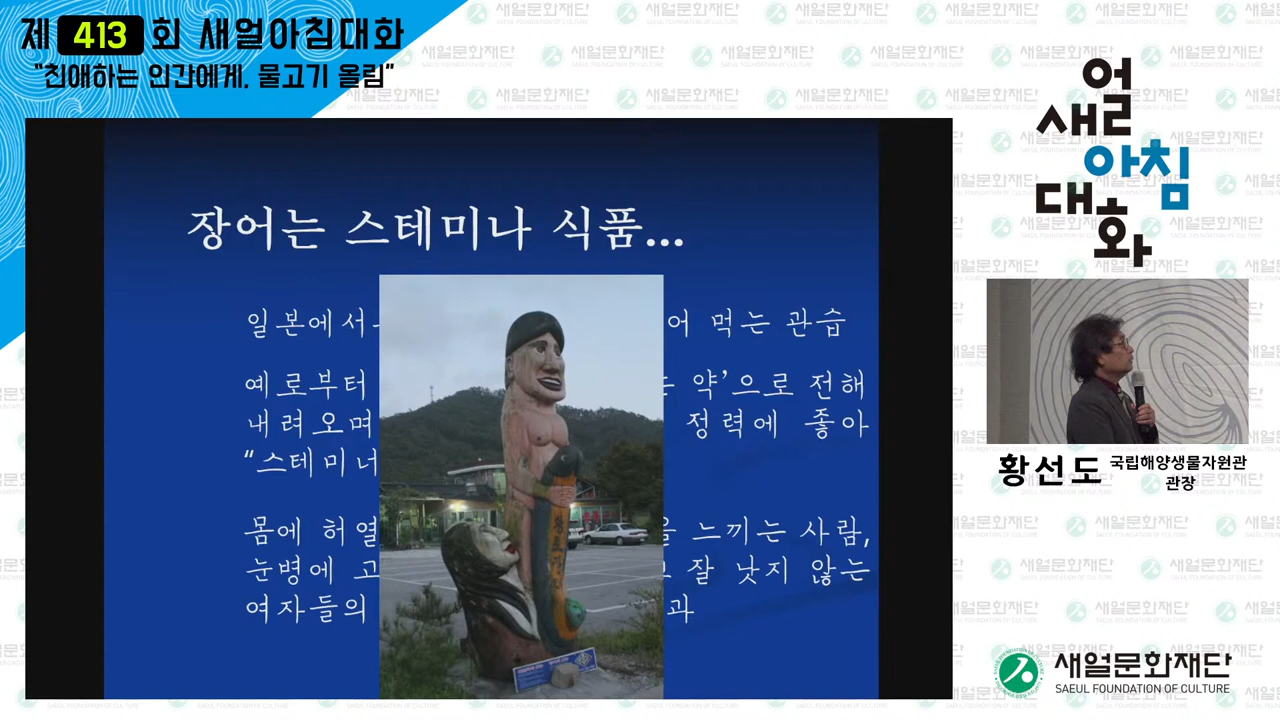 제 413 회 새얼아침대화
“친애하는 인간에게, 물고기 올림”
새얼
아침
대화
장어는 스테미나 식품...
일본에서 어 먹는 관습
예로부터 는 약’으로 전해
내려오며 정력에 좋아
“스테미너
몸에 허열 을 느끼는 사람,
눈병에 고 잘 낫지 않는
여자들의 과
황선도 국립해양생물자원관
관장
새얼문화재단
SAEUL FOUNDATION OF CULTURE